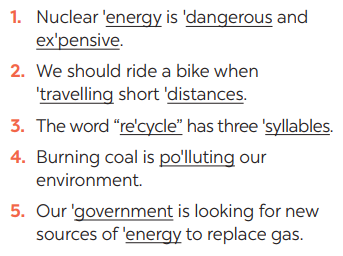 1. Nuclear 'energy is 'dangerous and
ex'pensive.
2. We should ride a bike when
'travelling short 'distances.
3. The word “re'cycle” has three 'syllables.
4. Burning coal is po'lluting our
environment.
5. Our 'government is looking for new
sources of 'energy to replace gas.